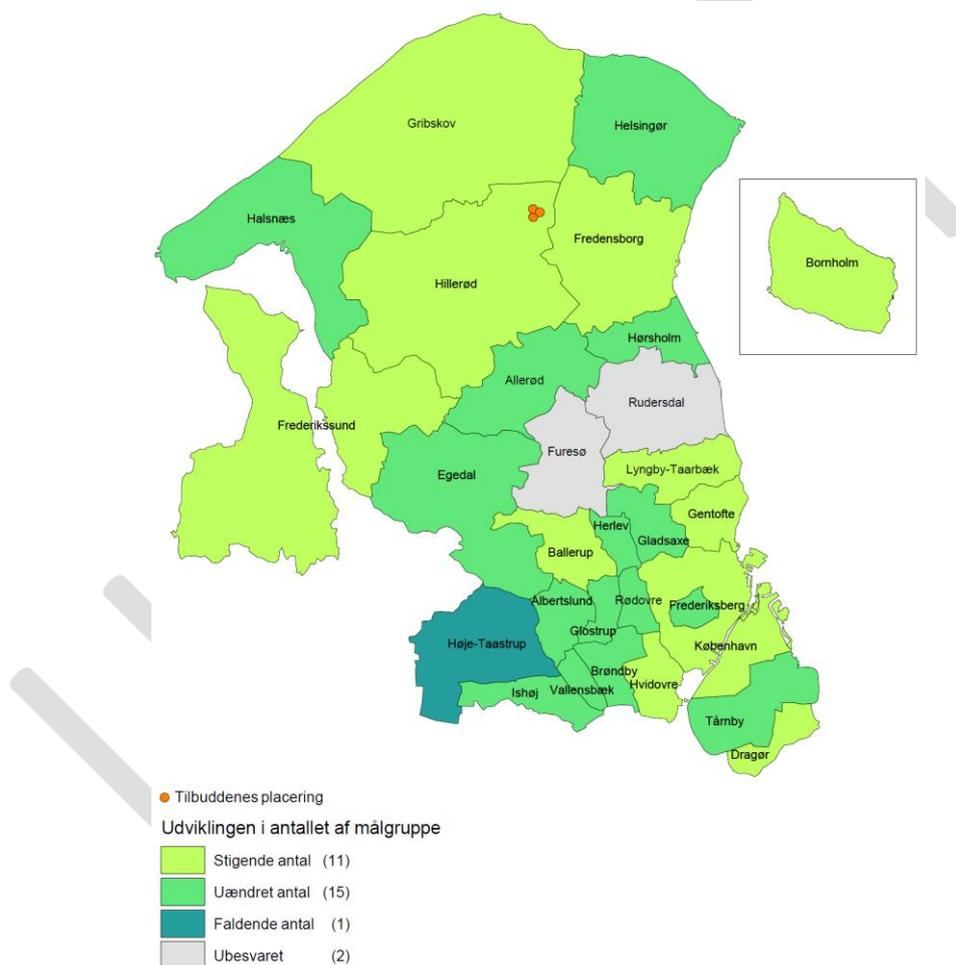 Gribskov
Helsingør
Halsnæs
Fredensborg
Bornholm
Hillerød
Hørsholm
Allerød
Rudersdal
Frederikssund
Furesø
Lyngby-Taarbæk
Egedal
Gentofte
Herlev
Gladsaxe
Ballerup
Albertslund
Rødovre
Frederiksberg
Glostrup
Høje-Taastrup
København
Brøndby
Hvidovre
Ishøj
Vallensbæk
Tårnby
Dragør
Tilbuddenes placering
Udviklingen i antallet af målgruppe
Stigende antal (11)
Uændret antal (15)
Faldende antal (1)
Ubesvaret (2)